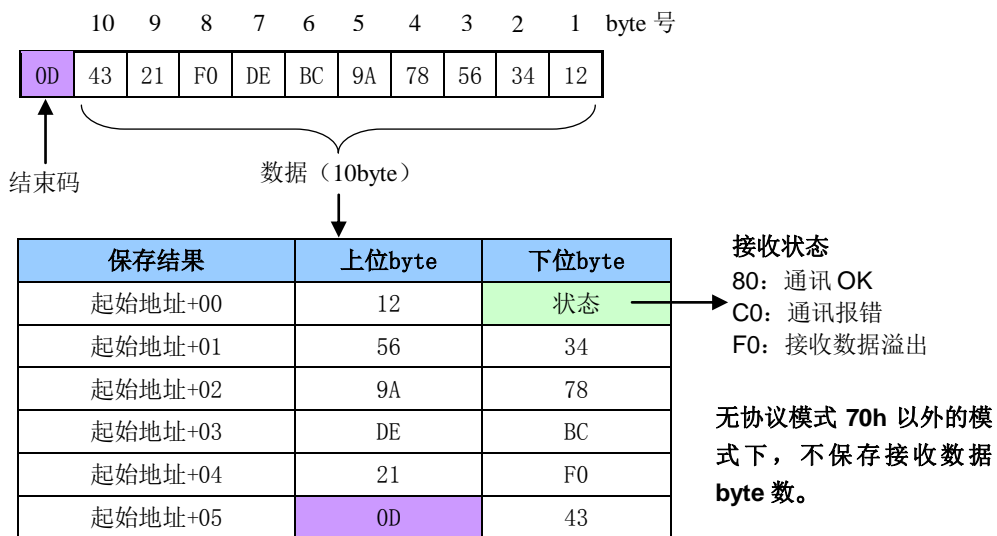 10 9 8 7 6 5 4 3 2 1 byte 号
0D 43 21 F0 DE BC 9A 78 56 34 12
结束码
数据（10byte）
保存结果 上位byte 下位byte
起始地址+00 12 状态
起始地址+01 56 34
起始地址+02 9A 78
起始地址+03 DE BC
起始地址+04 21 F0
起始地址+05 0D 43
接收状态
80：通讯 OK
C0：通讯报错
F0：接收数据溢出
无协议模式 70h 以外的模
式下，不保存接收数据
byte 数。